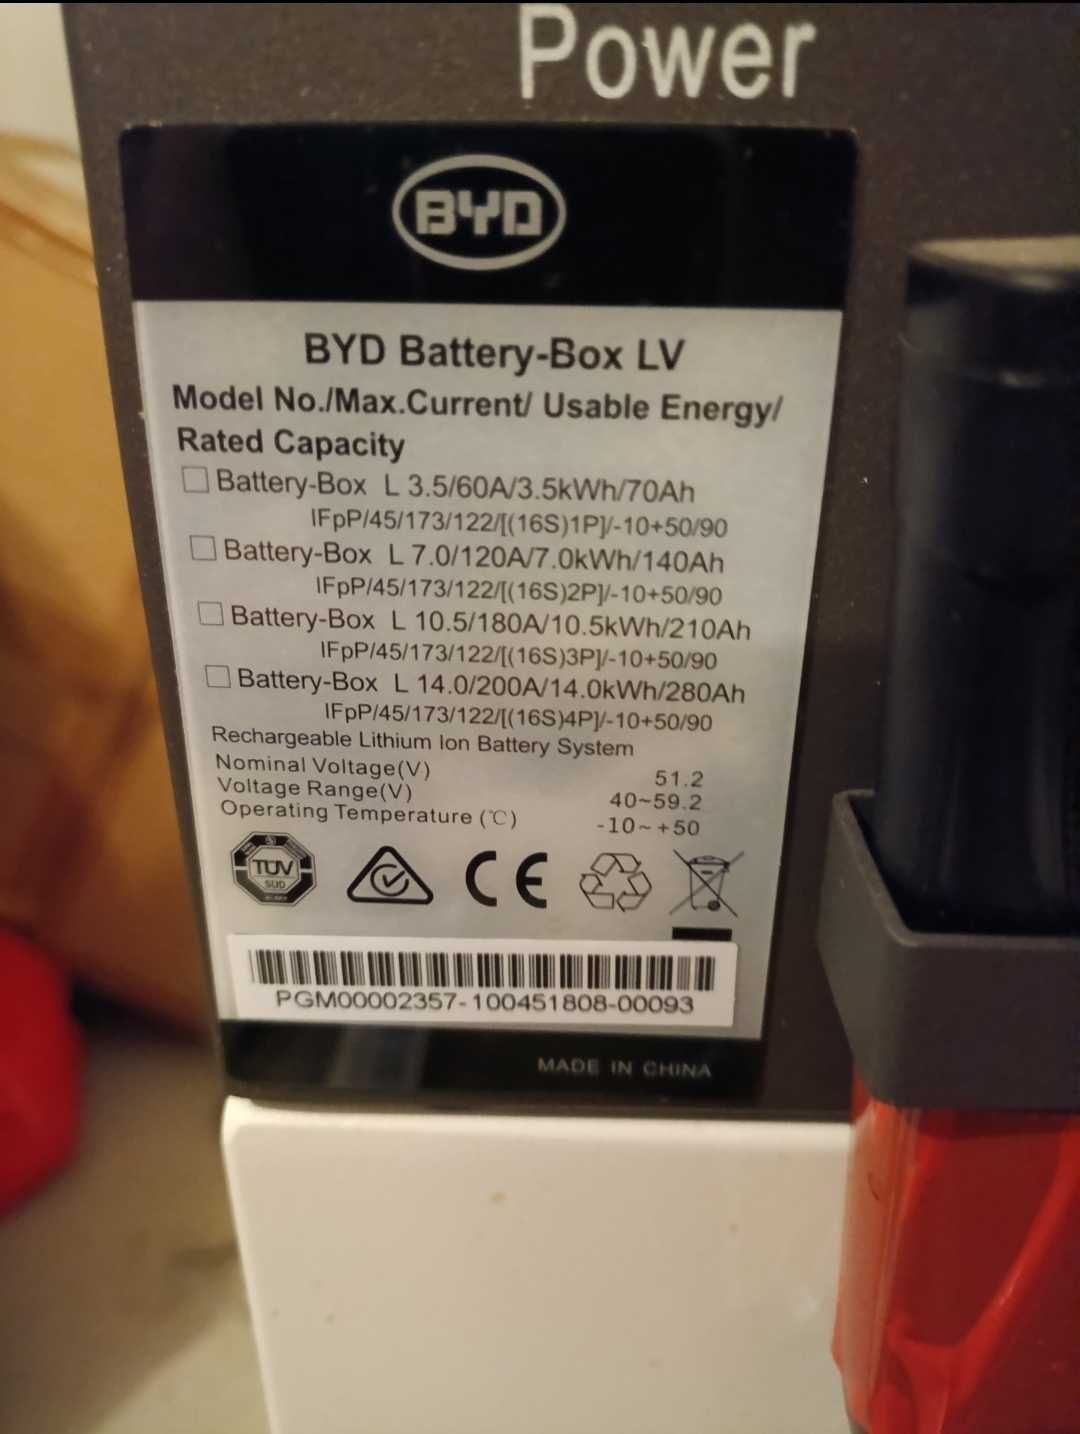 Power
BYD
BYD Battery-Box LV
Model No./Max.Current/ Usable Energy/
Rated Capacity
Battery-Box L 3.5/60A/3.5kWh/70Ah
IFpP/45/173/122/[(16S)1P]/-10+50/90
Battery-Box L 7.0/120A/7.0kWh/140Ah
IFpP/45/173/122/[(16S)2P]/-10+50/90
Battery-Box L 10.5/180A/10.5kWh/210Ah
IFpP/45/173/122/[(16S)3P]/-10+50/90
Battery-Box L 14.0/200A/14.0kWh/280Ah
IFpP/45/173/122/[(16S)4P]/-10+50/90
Rechargeable Lithium Ion Battery System
Nominal Voltage(V) 51.2
Voltage Range(V) 40~59.2
Operating Temperature (℃) -10~+50
TÜV
SÜD
CE
PGM00002357-100451808-00093
MADE IN CHINA